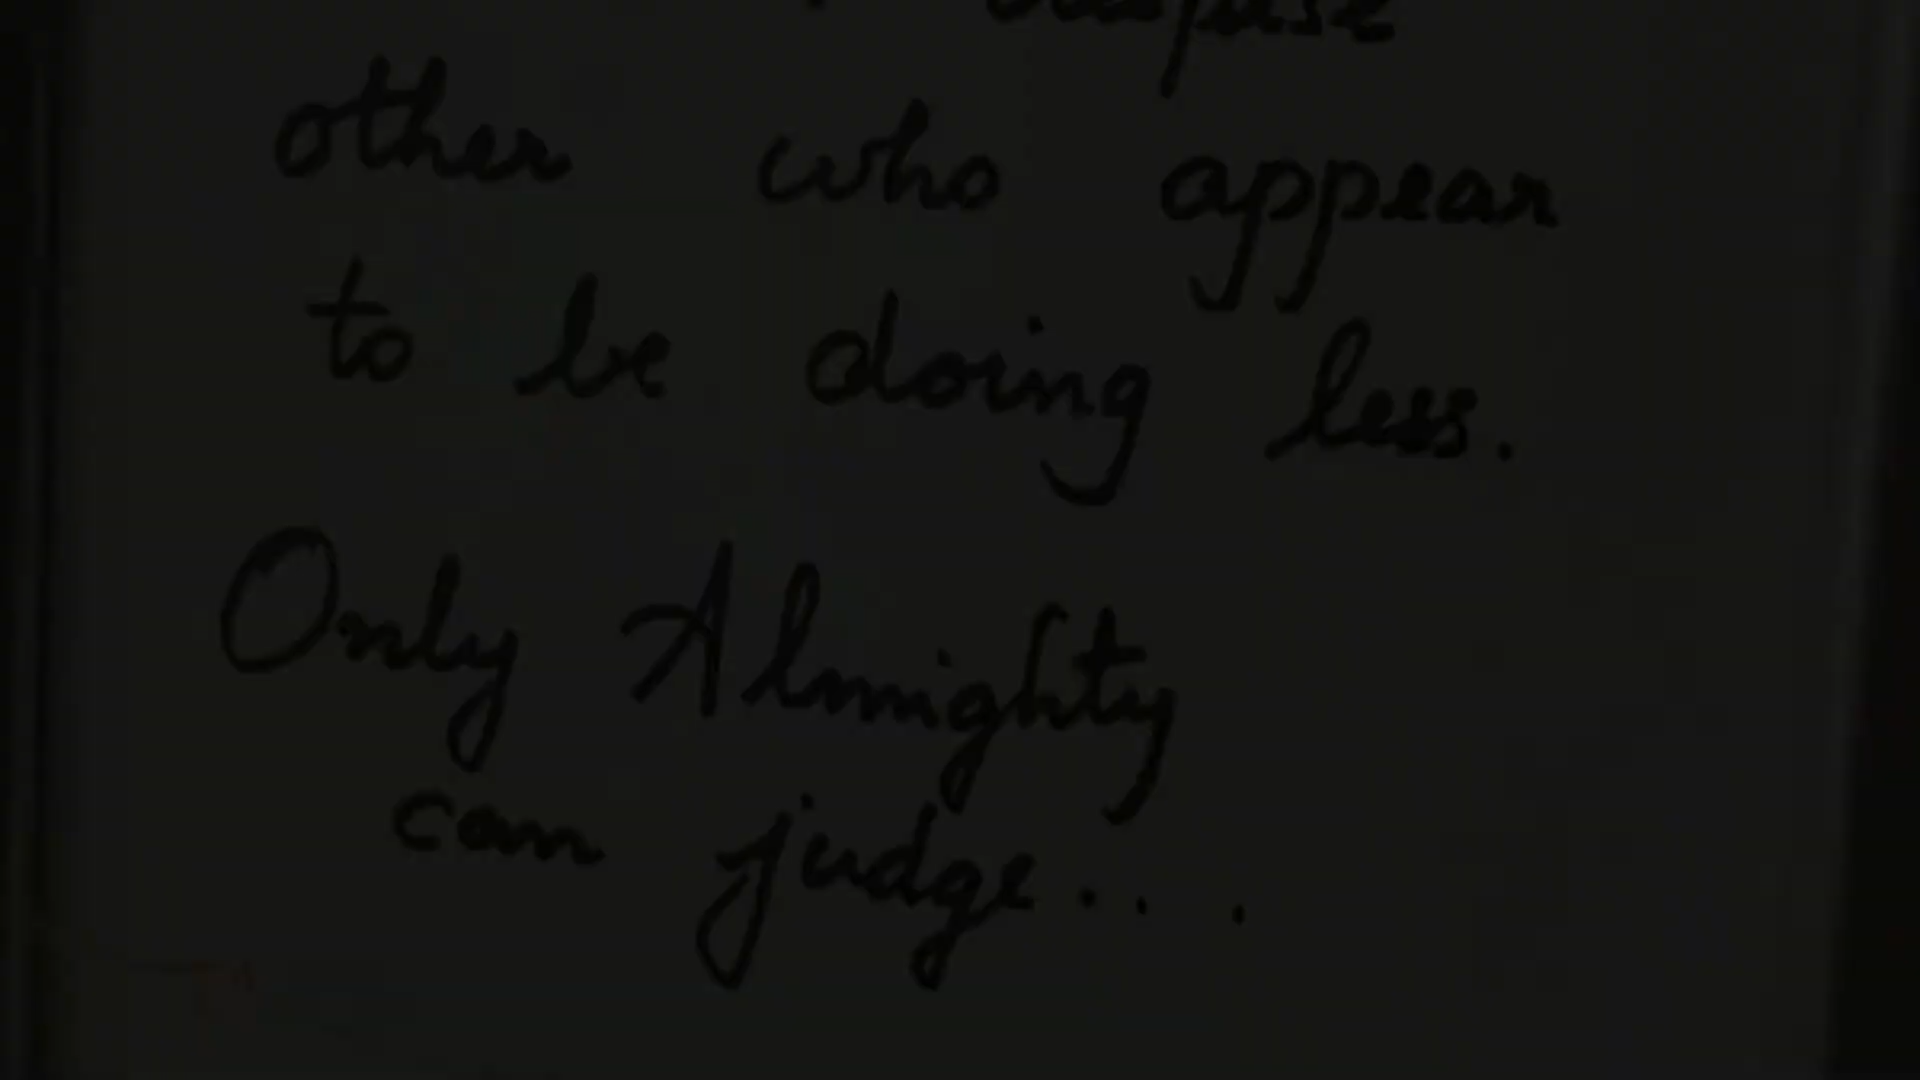 other who appear
to be doing less.
Only Almighty
can judge...